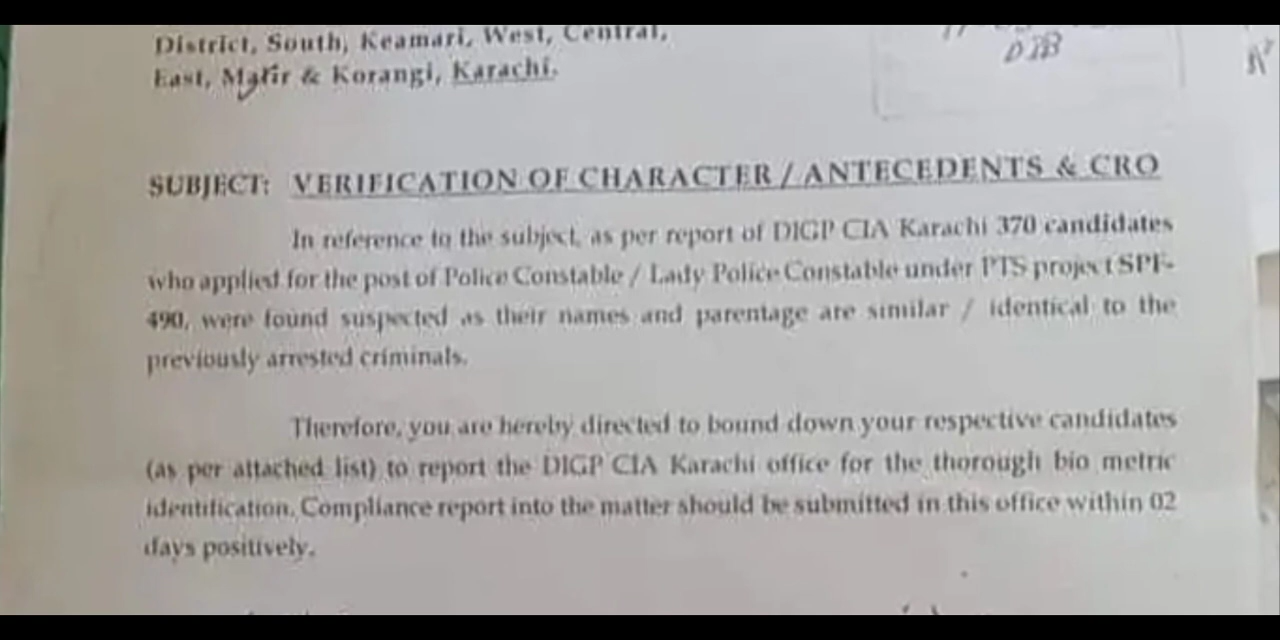 District, South, Keamari, West, Central,
East, Malir & Korangi, Karachi.
DIB
SUBJECT: VERIFICATION OF CHARACTER / ANTECEDENTS & CRO
In reference to the subject, as per report of DIGP CIA Karachi 370 candidates
who applied for the post of Police Constable / Lady Police Constable under PTS project SPF-
490, were found suspected as their names and parentage are similar / identical to the
previously arrested criminals.
Therefore, you are hereby directed to bound down your respective candidates
(as per attached list) to report the DIGP CIA Karachi office for the thorough bio metric
identification. Compliance report into the matter should be submitted in this office within 02
days positively.